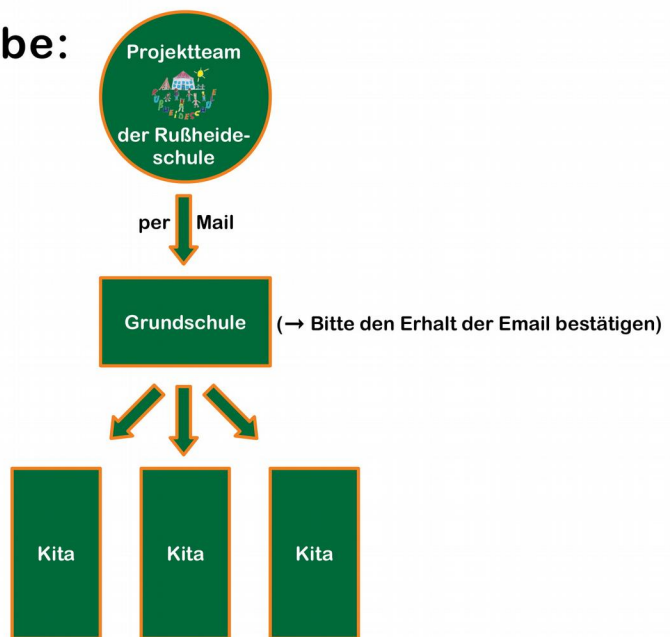 be:
Projektteam
der Rußheide-
schule
per Mail
Grundschule (→ Bitte den Erhalt der Email bestätigen)
Kita Kita Kita